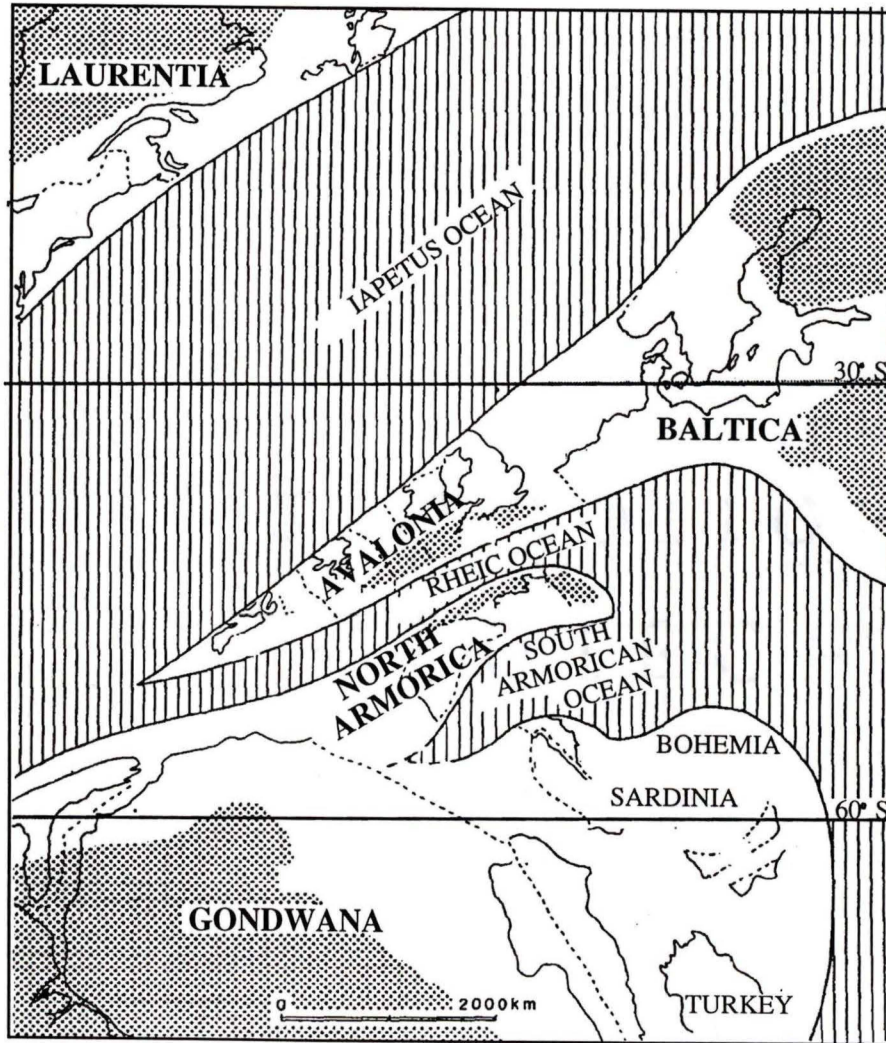 LAURENTIA
IAPETUS OCEAN
30° S
BALTICA
AVALONIA
RHEIC OCEAN
NORTH
ARMORICA
SOUTH
ARMORICAN
OCEAN
BOHEMIA
SARDINIA
60° S
GONDWANA
0 2000km
TURKEY